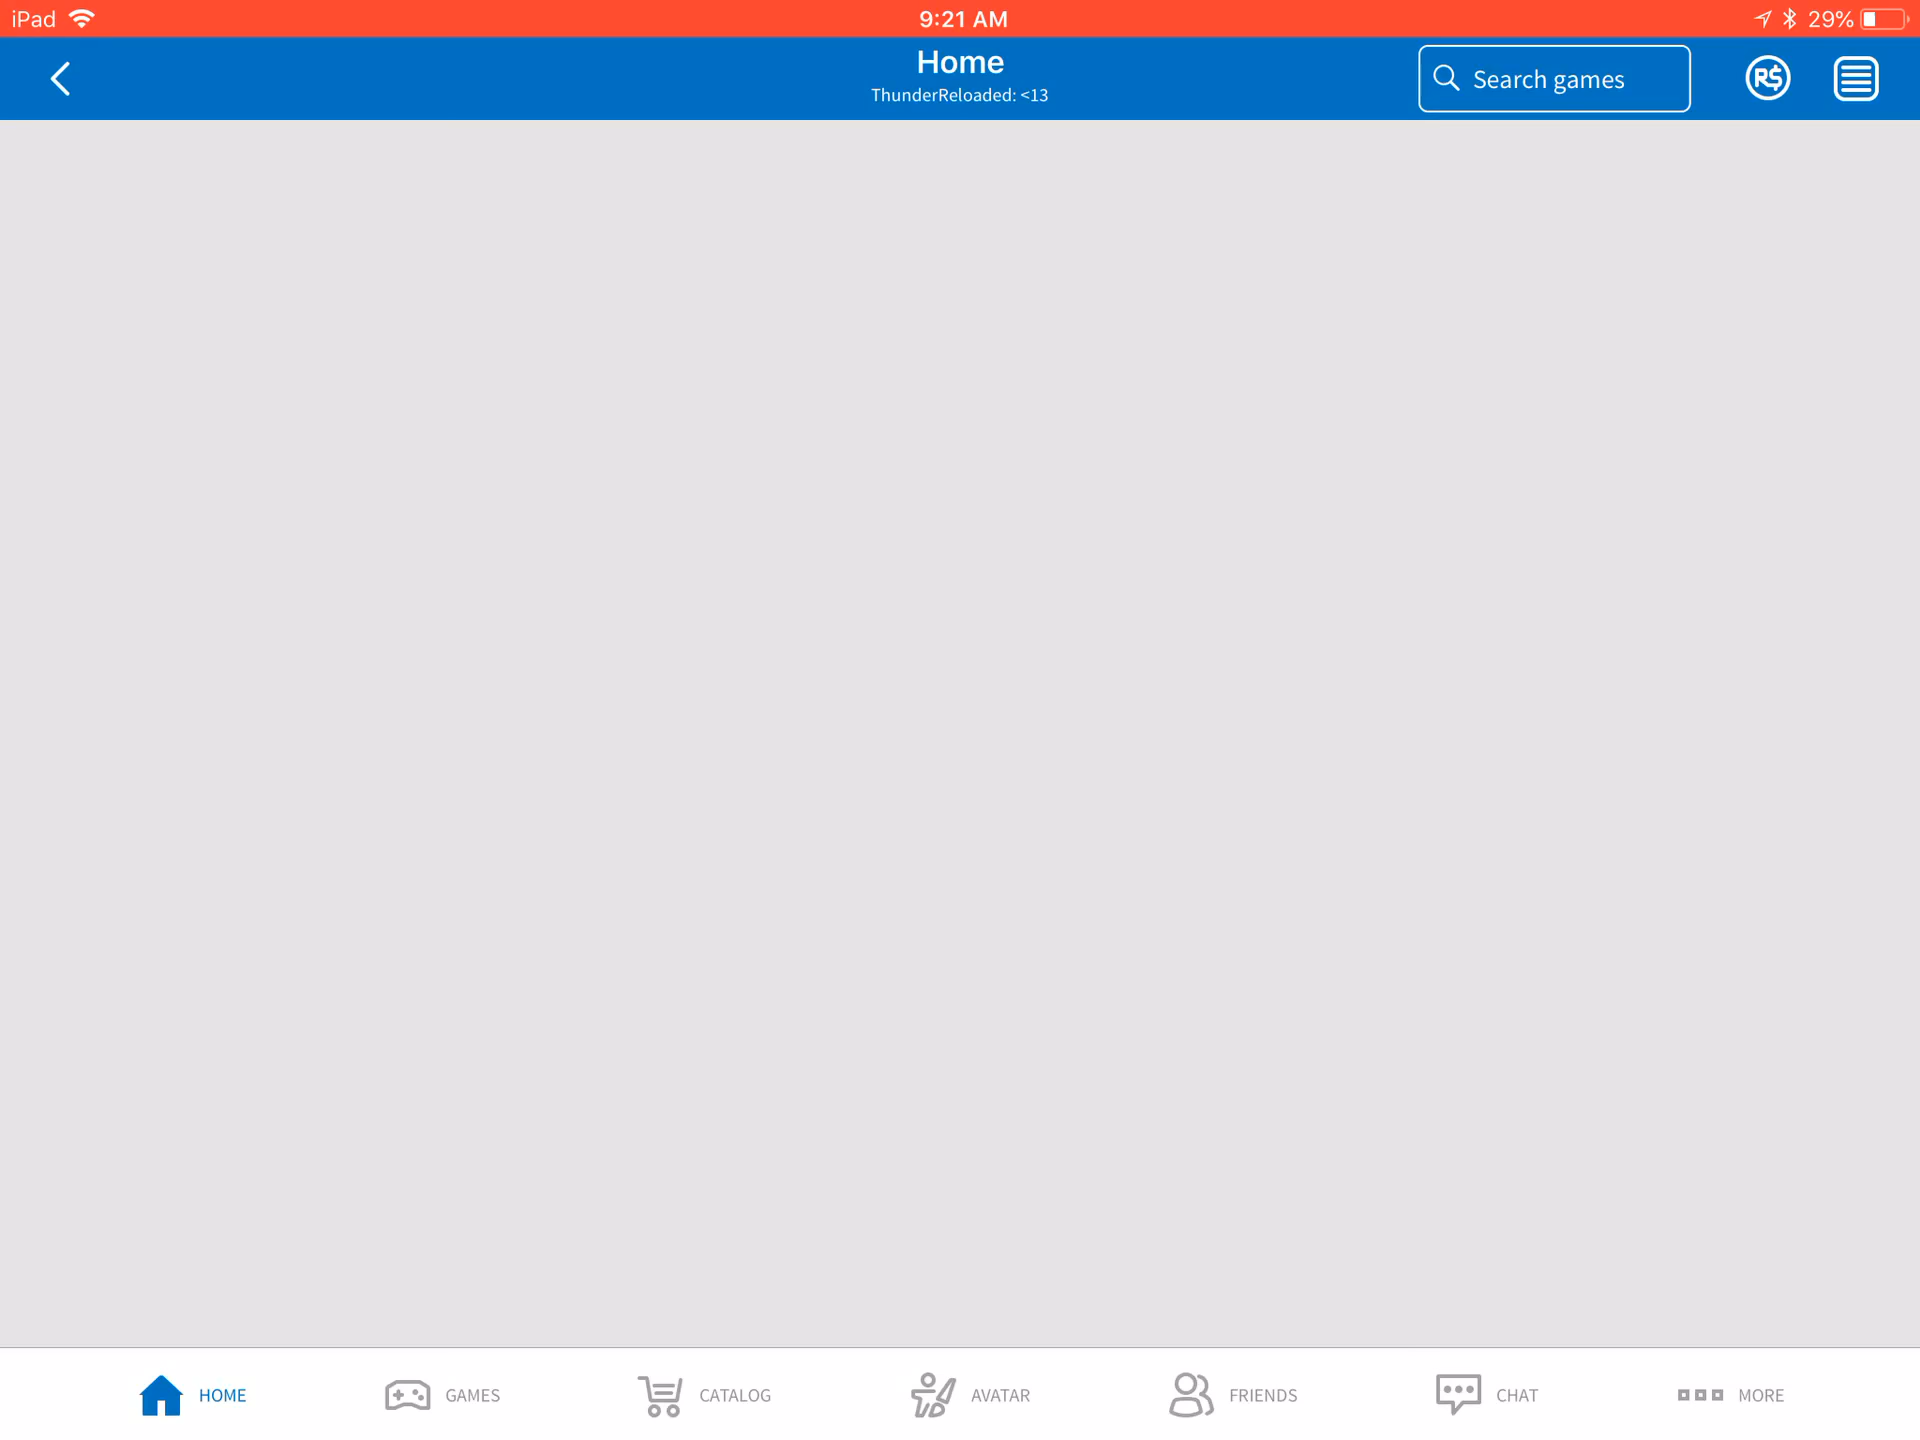 iPad
9:21 AM
29%
Home
ThunderReloaded: <13
Search games
R$
HOME
GAMES
CATALOG
AVATAR
FRIENDS
CHAT
MORE